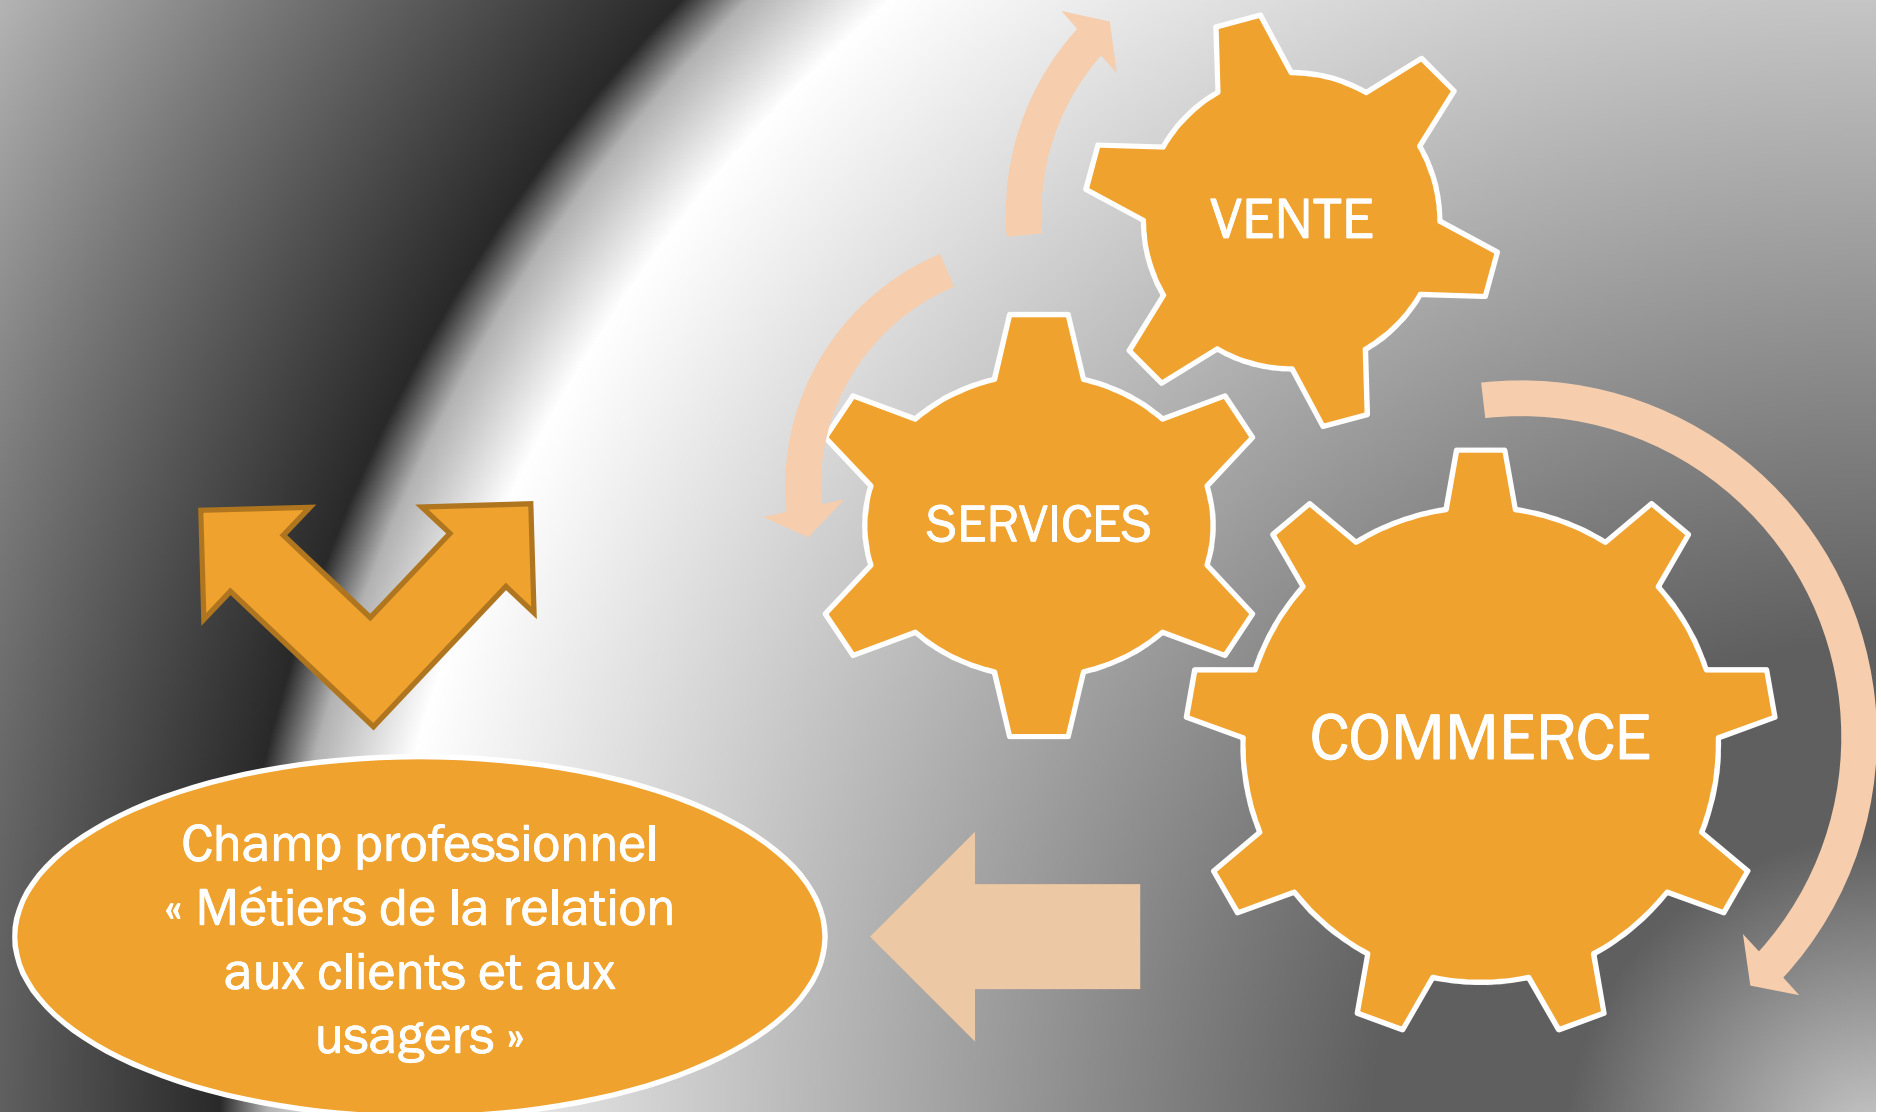 VENTE
SERVICES
COMMERCE
Champ professionnel
« Métiers de la relation
aux clients et aux
usagers »